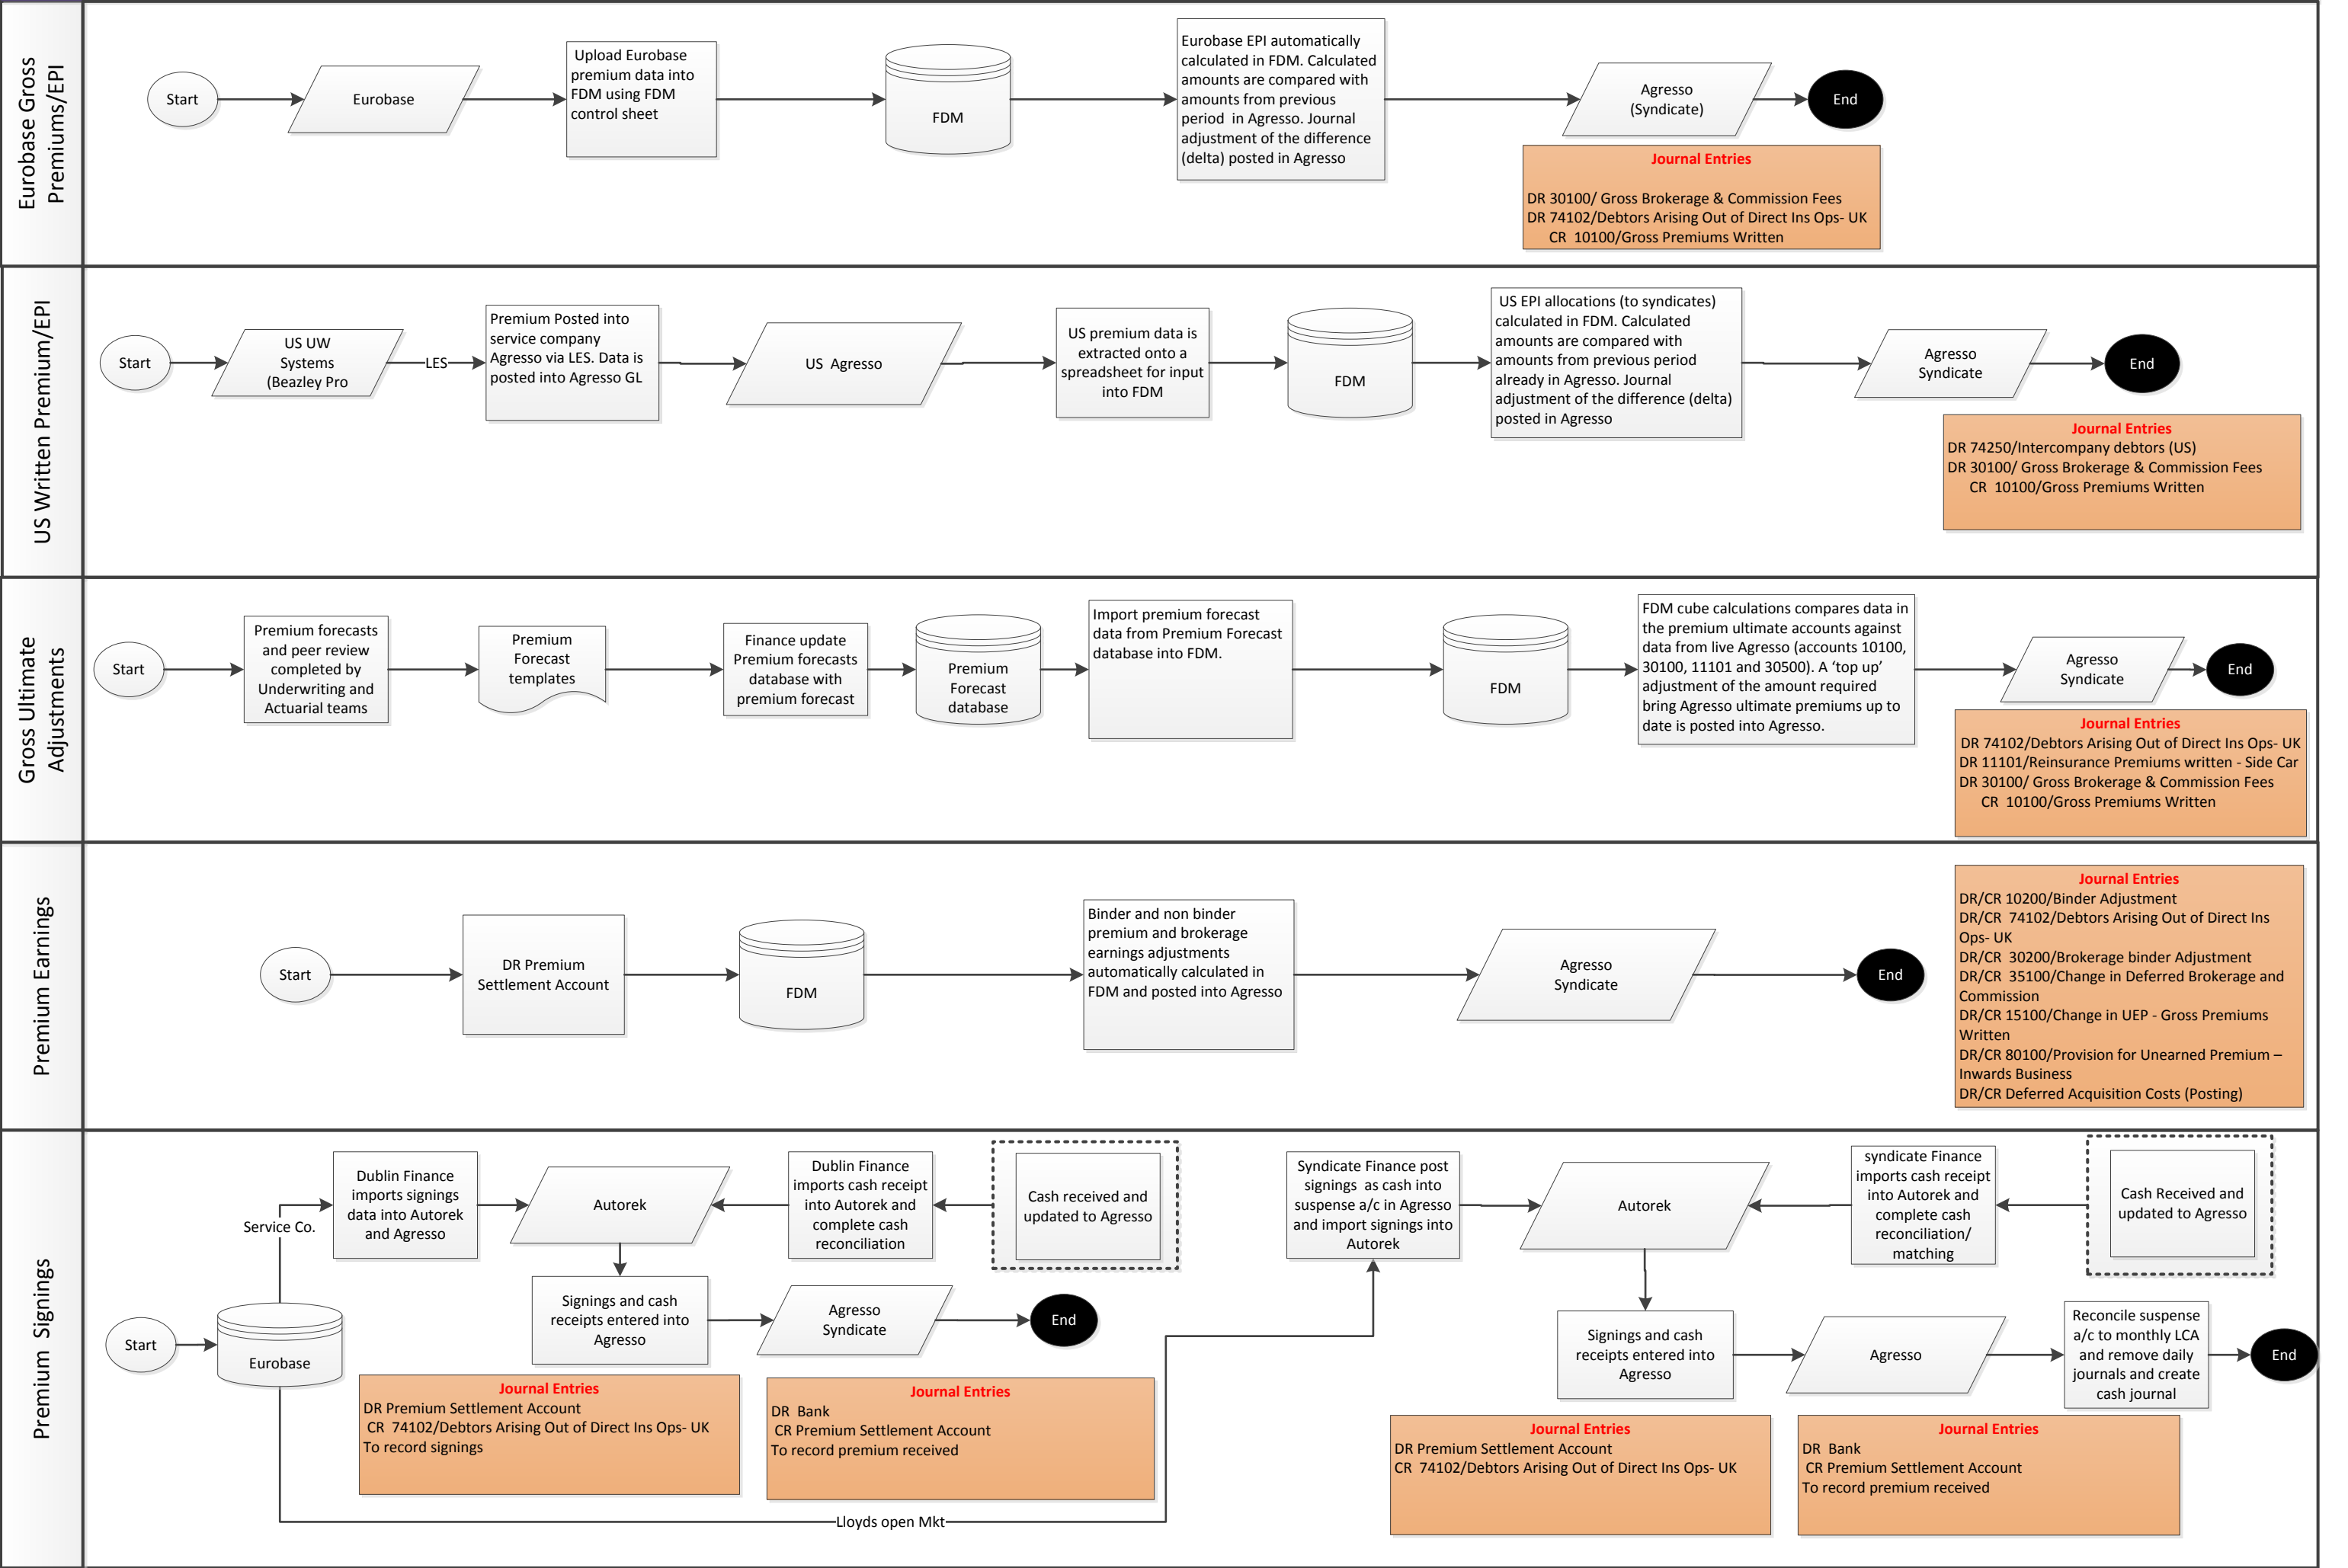 Eurobase Gross
Premiums/EPI
Start
Eurobase
Upload Eurobase
premium data into
FDM using FDM
control sheet
FDM
Eurobase EPI automatically
calculated in FDM. Calculated
amounts are compared with
amounts from previous
period in Agresso. Journal
adjustment of the difference
(delta) posted in Agresso
Agresso
(Syndicate)
End
Journal Entries
DR 30100/ Gross Brokerage & Commission Fees
DR 74102/Debtors Arising Out of Direct Ins Ops- UK
CR 10100/Gross Premiums Written
US Written Premium/EPI
Start
US UW
Systems
(Beazley Pro
LES
Premium Posted into
service company
Agresso via LES. Data is
posted into Agresso GL
US Agresso
US premium data is
extracted onto a
spreadsheet for input
into FDM
FDM
US EPI allocations (to syndicates)
calculated in FDM. Calculated
amounts are compared with
amounts from previous period
already in Agresso. Journal
adjustment of the difference (delta)
posted in Agresso
Agresso
Syndicate
End
Journal Entries
DR 74250/Intercompany debtors (US)
DR 30100/ Gross Brokerage & Commission Fees
CR 10100/Gross Premiums Written
Gross Ultimate
Adjustments
Start
Premium forecasts
and peer review
completed by
Underwriting and
Actuarial teams
Premium
Forecast
templates
Finance update
Premium forecasts
database with
premium forecast
Premium
Forecast
database
Import premium forecast
data from Premium Forecast
database into FDM.
FDM
FDM cube calculations compares data in
the premium ultimate accounts against
data from live Agresso (accounts 10100,
30100, 11101 and 30500). A ‘top up’
adjustment of the amount required
bring Agresso ultimate premiums up to
date is posted into Agresso.
Agresso
Syndicate
End
Journal Entries
DR 74102/Debtors Arising Out of Direct Ins Ops- UK
DR 11101/Reinsurance Premiums written - Side Car
DR 30100/ Gross Brokerage & Commission Fees
CR 10100/Gross Premiums Written
Premium Earnings
Start
DR Premium
Settlement Account
FDM
Binder and non binder
premium and brokerage
earnings adjustments
automatically calculated in
FDM and posted into Agresso
Agresso
Syndicate
End
Journal Entries
DR/CR 10200/Binder Adjustment
DR/CR 74102/Debtors Arising Out of Direct Ins
Ops- UK
DR/CR 30200/Brokerage binder Adjustment
DR/CR 35100/Change in Deferred Brokerage and
Commission
DR/CR 15100/Change in UEP - Gross Premiums
Written
DR/CR 80100/Provision for Unearned Premium –
Inwards Business
DR/CR Deferred Acquisition Costs (Posting)
Premium Signings
Start
Eurobase
Service Co.
Dublin Finance
imports signings
data into Autorek
and Agresso
Autorek
Dublin Finance
imports cash receipt
into Autorek and
complete cash
reconciliation
Cash received and
updated to Agresso
Signings and cash
receipts entered into
Agresso
Agresso
Syndicate
End
Journal Entries
DR Premium Settlement Account
CR 74102/Debtors Arising Out of Direct Ins Ops- UK
To record signings
Journal Entries
DR Bank
CR Premium Settlement Account
To record premium received
Lloyds open Mkt
Syndicate Finance post
signings as cash into
suspense a/c in Agresso
and import signings into
Autorek
Autorek
syndicate Finance
imports cash receipt
into Autorek and
complete cash
reconciliation/
matching
Cash Received and
updated to Agresso
Signings and cash
receipts entered into
Agresso
Agresso
Reconcile suspense
a/c to monthly LCA
and remove daily
journals and create
cash journal
End
Journal Entries
DR Premium Settlement Account
CR 74102/Debtors Arising Out of Direct Ins Ops- UK
Journal Entries
DR Bank
CR Premium Settlement Account
To record premium received